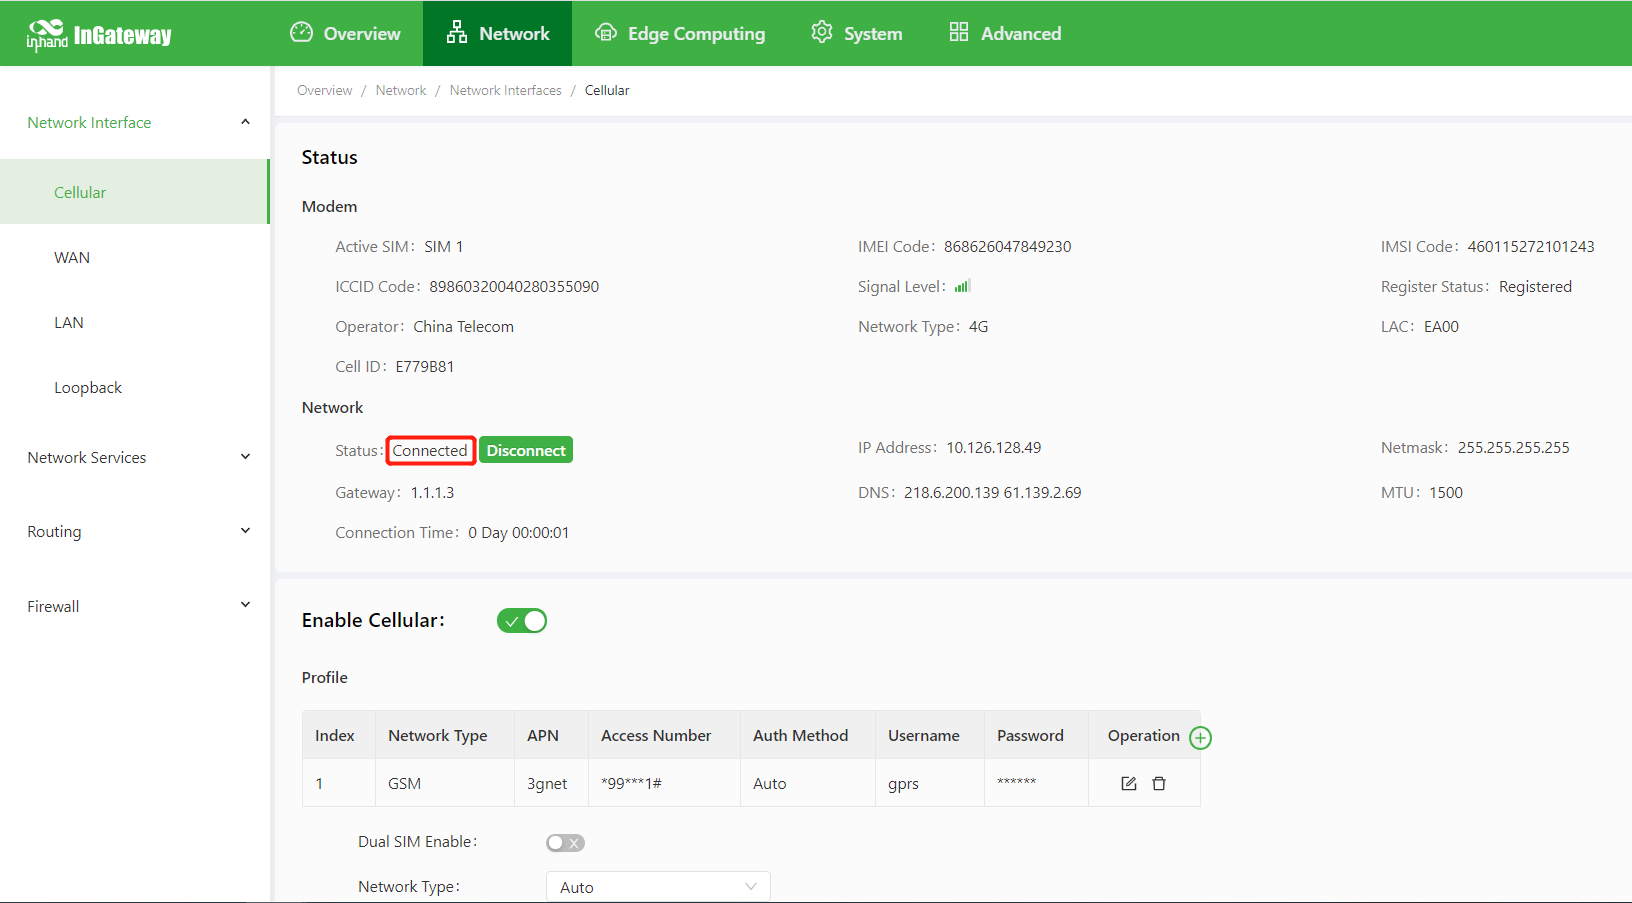 inhand InGateway
Overview Network Edge Computing System Advanced
Overview / Network / Network Interfaces / Cellular
Network Interface
Cellular
WAN
LAN
Loopback
Network Services
Routing
Firewall
Status
Modem
Active SIM: SIM 1 IMEI Code: 868626047849230 IMSI Code: 460115272101243
ICCID Code: 89860320040280355090 Signal Level: Register Status: Registered
Operator: China Telecom Network Type: 4G LAC: EA00
Cell ID: E779B81
Network
Status: Connected Disconnect IP Address: 10.126.128.49 Netmask: 255.255.255.255
Gateway: 1.1.1.3 DNS: 218.6.200.139 61.139.2.69 MTU: 1500
Connection Time: 0 Day 00:00:01
Enable Cellular:
Profile
Index Network Type APN Access Number Auth Method Username Password Operation
1 GSM 3gnet *99***1# Auto gprs ******
Dual SIM Enable:
Network Type: Auto